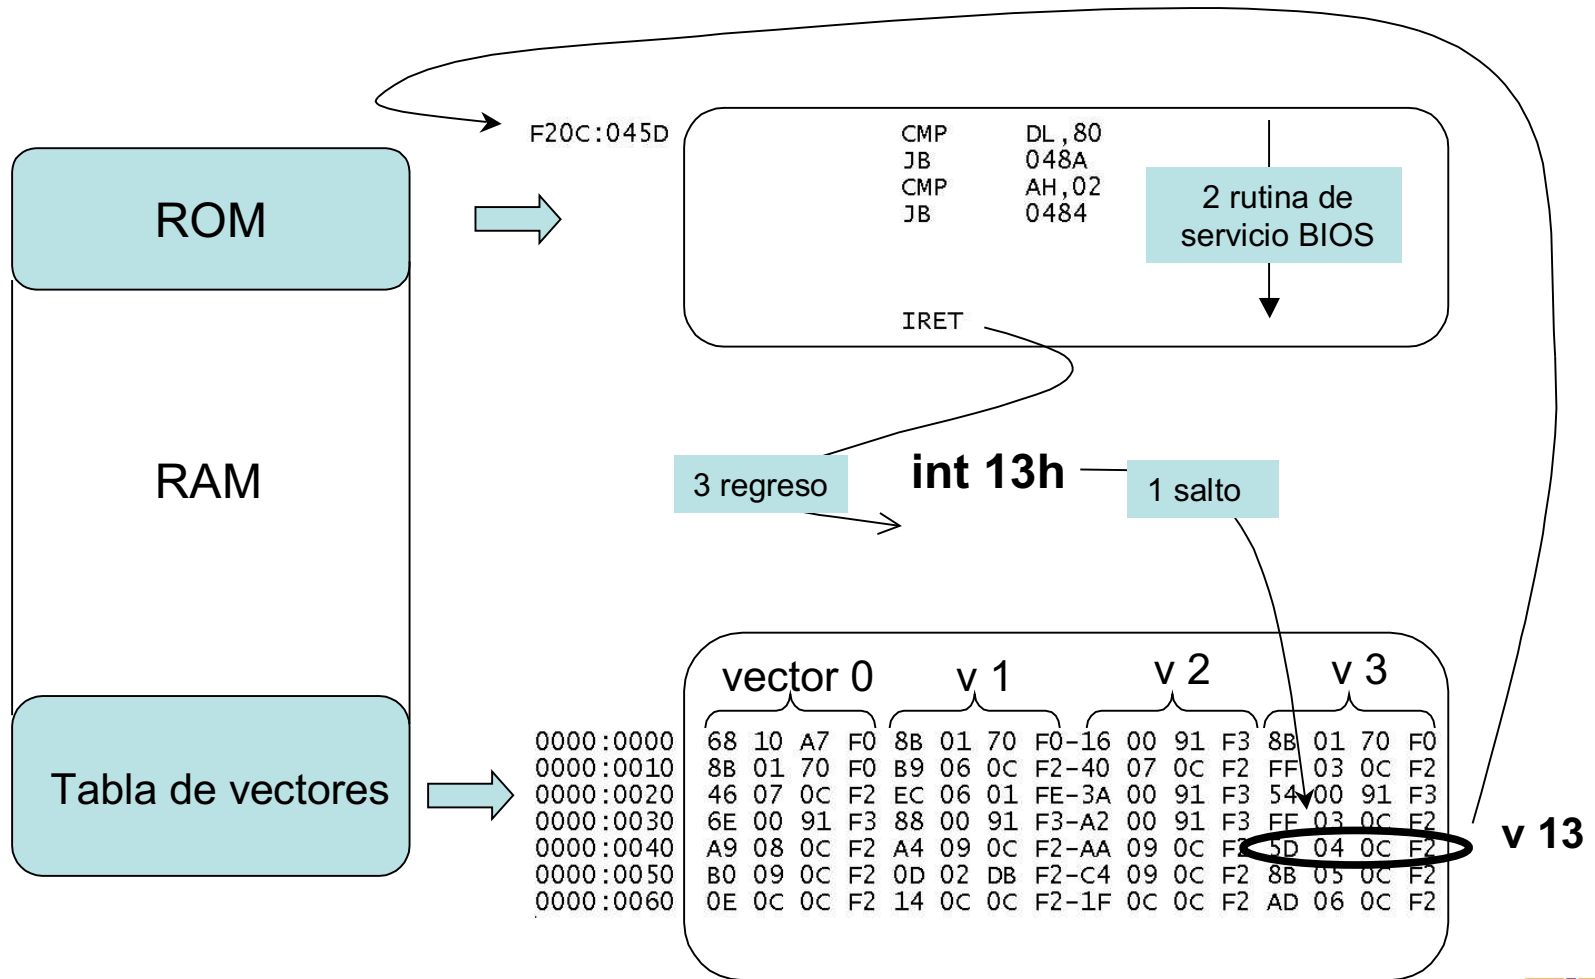 F20C:045D
CMP DL,80
JB 048A
CMP AH,02
JB 0484
IRET
2 rutina de
servicio BIOS
ROM
RAM
Tabla de vectores
3 regreso
int 13h
1 salto
vector 0 v 1 v 2 v 3
0000:0000 68 10 A7 F0 8B 01 70 F0-16 00 91 F3 8B 01 70 F0
0000:0010 8B 01 70 F0 B9 06 0C F2-40 07 0C F2 FF 03 0C F2
0000:0020 46 07 0C F2 EC 06 01 FE-3A 00 91 F3 54 00 91 F3
0000:0030 6E 00 91 F3 88 00 91 F3-A2 00 91 F3 FF 03 0C F2
0000:0040 A9 08 0C F2 A4 09 0C F2-AA 09 0C F2 5D 04 0C F2
0000:0050 B0 09 0C F2 0D 02 DB F2-C4 09 0C F2 8B 05 0C F2
0000:0060 0E 0C 0C F2 14 0C 0C F2-1F 0C 0C F2 AD 06 0C F2
v 13